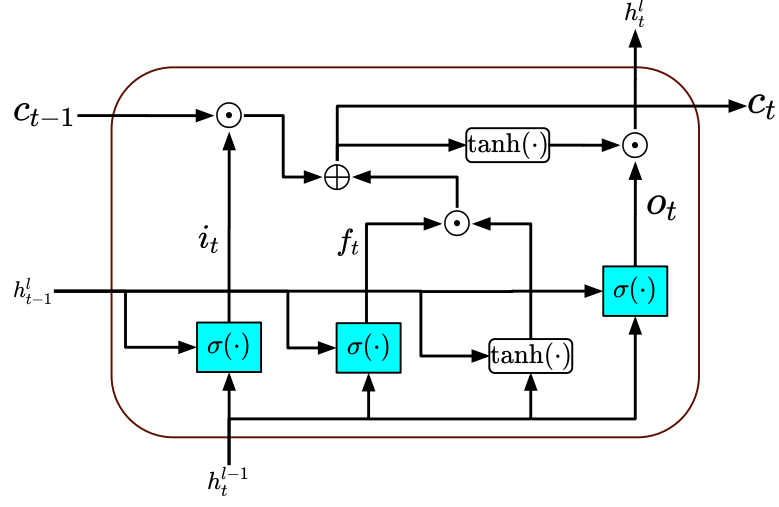 h_t^l
c_{t-1}
c_t
tanh(·)
o_t
i_t
f_t
h_{t-1}^l
σ(·)
σ(·)
σ(·)
tanh(·)
h_t^{l-1}